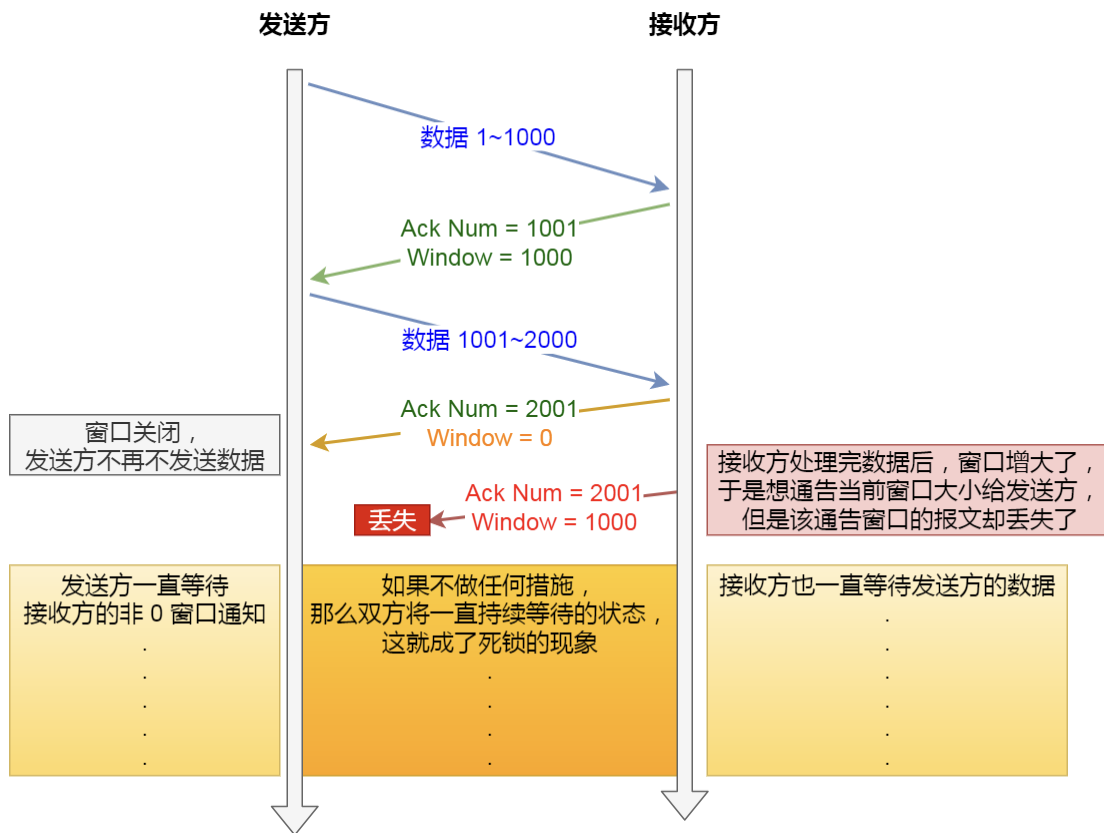 发送方
接收方
数据 1~1000
Ack Num = 1001
Window = 1000
数据 1001~2000
Ack Num = 2001
Window = 0
窗口关闭，
发送方不再不发送数据
接收方处理完数据后，窗口增大了，
于是想通告当前窗口大小给发送方，
但是该通告窗口的报文却丢失了
Ack Num = 2001
Window = 1000
丢失
发送方一直等待
接收方的非 0 窗口通知
.
.
.
.
.
如果不做任何措施，
那么双方将一直持续等待的状态，
这就成了死锁的现象
.
.
.
.
接收方也一直等待发送方的数据
.
.
.
.
.